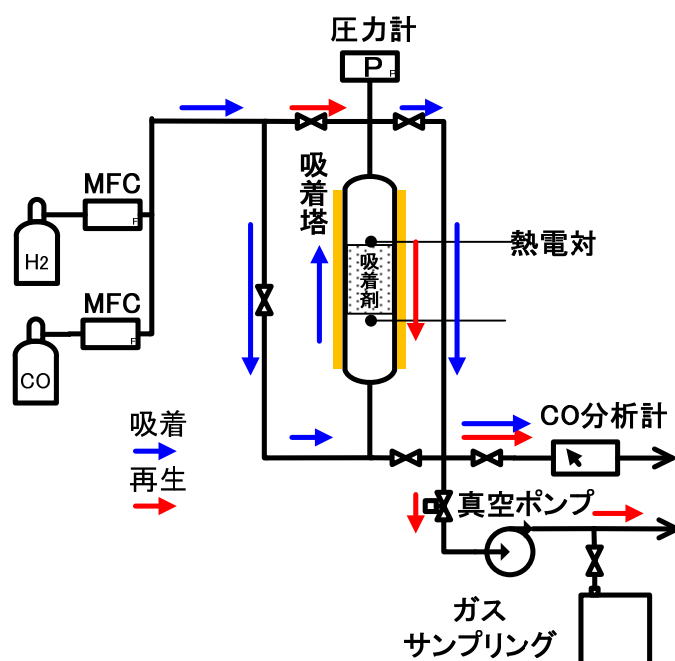 圧力計
P
F
吸着塔
MFC
F
H2
熱電対
吸着剤
MFC
F
CO
吸着
再生
CO分析計
真空ポンプ
ガス
サンプリング